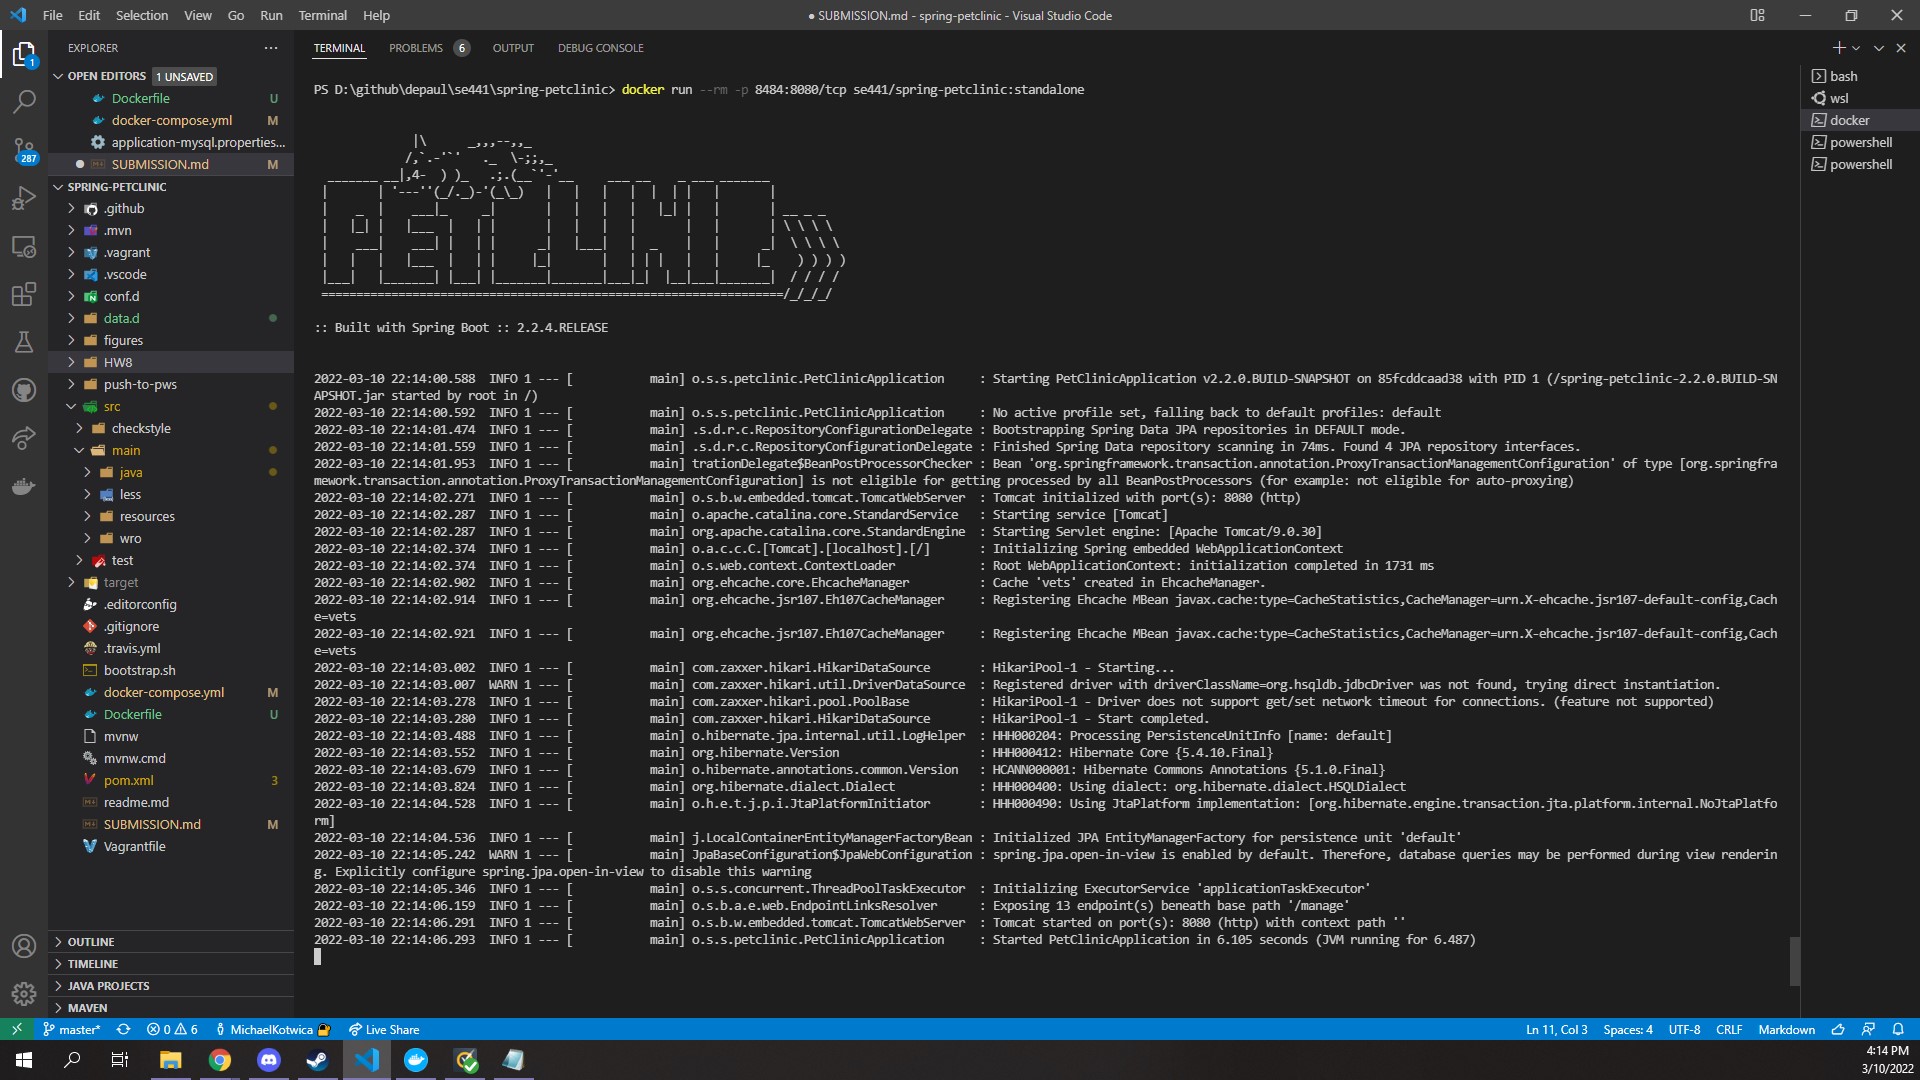 File Edit Selection View Go Run Terminal Help
● SUBMISSION.md - spring-petclinic - Visual Studio Code
EXPLORER
OPEN EDITORS 1 UNSAVED
Dockerfile U
docker-compose.yml M
application-mysql.properties...
SUBMISSION.md M
SPRING-PETCLINIC
.github
.mvn
.vagrant
.vscode
conf.d
data.d
figures
HW8
push-to-pws
src
checkstyle
main
java
less
resources
wro
test
target
.editorconfig
.gitignore
.travis.yml
bootstrap.sh
docker-compose.yml M
Dockerfile U
mvnw
mvnw.cmd
pom.xml 3
readme.md
SUBMISSION.md M
Vagrantfile
OUTLINE
TIMELINE
JAVA PROJECTS
MAVEN
1
287
TERMINAL PROBLEMS 6 OUTPUT DEBUG CONSOLE
PS D:\github\depaul\se441\spring-petclinic> docker run --rm -p 8484:8080/tcp se441/spring-petclinic:standalone
:: Built with Spring Boot :: 2.2.4.RELEASE
2022-03-10 22:14:00.588  INFO 1 --- [           main] o.s.s.petclinic.PetClinicApplication     : Starting PetClinicApplication v2.2.0.BUILD-SNAPSHOT on 85fcddcaad38 with PID 1 (/spring-petclinic-2.2.0.BUILD-SN
APSHOT.jar started by root in /)
2022-03-10 22:14:00.592  INFO 1 --- [           main] o.s.s.petclinic.PetClinicApplication     : No active profile set, falling back to default profiles: default
2022-03-10 22:14:01.474  INFO 1 --- [           main] .s.d.r.c.RepositoryConfigurationDelegate : Bootstrapping Spring Data JPA repositories in DEFAULT mode.
2022-03-10 22:14:01.559  INFO 1 --- [           main] .s.d.r.c.RepositoryConfigurationDelegate : Finished Spring Data repository scanning in 74ms. Found 4 JPA repository interfaces.
2022-03-10 22:14:01.953  INFO 1 --- [           main] trationDelegate$BeanPostProcessorChecker : Bean 'org.springframework.transaction.annotation.ProxyTransactionManagementConfiguration' of type [org.springfra
mework.transaction.annotation.ProxyTransactionManagementConfiguration] is not eligible for getting processed by all BeanPostProcessors (for example: not eligible for auto-proxying)
2022-03-10 22:14:02.271  INFO 1 --- [           main] o.s.b.w.embedded.tomcat.TomcatWebServer  : Tomcat initialized with port(s): 8080 (http)
2022-03-10 22:14:02.287  INFO 1 --- [           main] o.apache.catalina.core.StandardService   : Starting service [Tomcat]
2022-03-10 22:14:02.287  INFO 1 --- [           main] org.apache.catalina.core.StandardEngine  : Starting Servlet engine: [Apache Tomcat/9.0.30]
2022-03-10 22:14:02.374  INFO 1 --- [           main] o.a.c.c.C.[Tomcat].[localhost].[/]       : Initializing Spring embedded WebApplicationContext
2022-03-10 22:14:02.374  INFO 1 --- [           main] o.s.web.context.ContextLoader            : Root WebApplicationContext: initialization completed in 1731 ms
2022-03-10 22:14:02.902  INFO 1 --- [           main] org.ehcache.core.EhcacheManager          : Cache 'vets' created in EhcacheManager.
2022-03-10 22:14:02.914  INFO 1 --- [           main] org.ehcache.jsr107.Eh107CacheManager     : Registering Ehcache MBean javax.cache:type=CacheStatistics,CacheManager=urn.X-ehcache.jsr107-default-config,Cach
e=vets
2022-03-10 22:14:02.921  INFO 1 --- [           main] org.ehcache.jsr107.Eh107CacheManager     : Registering Ehcache MBean javax.cache:type=CacheStatistics,CacheManager=urn.X-ehcache.jsr107-default-config,Cach
e=vets
2022-03-10 22:14:03.002  INFO 1 --- [           main] com.zaxxer.hikari.HikariDataSource       : HikariPool-1 - Starting...
2022-03-10 22:14:03.007  WARN 1 --- [           main] com.zaxxer.hikari.util.DriverDataSource  : Registered driver with driverClassName=org.hsqldb.jdbcDriver was not found, trying direct instantiation.
2022-03-10 22:14:03.278  INFO 1 --- [           main] com.zaxxer.hikari.pool.PoolBase          : HikariPool-1 - Driver does not support get/set network timeout for connections. (feature not supported)
2022-03-10 22:14:03.280  INFO 1 --- [           main] com.zaxxer.hikari.HikariDataSource       : HikariPool-1 - Start completed.
2022-03-10 22:14:03.488  INFO 1 --- [           main] o.hibernate.jpa.internal.util.LogHelper  : HHH000204: Processing PersistenceUnitInfo [name: default]
2022-03-10 22:14:03.552  INFO 1 --- [           main] org.hibernate.Version                    : HHH000412: Hibernate Core {5.4.10.Final}
2022-03-10 22:14:03.679  INFO 1 --- [           main] o.hibernate.annotations.common.Version   : HCANN000001: Hibernate Commons Annotations {5.1.0.Final}
2022-03-10 22:14:03.824  INFO 1 --- [           main] org.hibernate.dialect.Dialect            : HHH000400: Using dialect: org.hibernate.dialect.HSQLDialect
2022-03-10 22:14:04.528  INFO 1 --- [           main] o.h.e.t.j.p.i.JtaPlatformInitiator       : HHH000490: Using JtaPlatform implementation: [org.hibernate.engine.transaction.jta.platform.internal.NoJtaPlatfo
rm]
2022-03-10 22:14:04.536  INFO 1 --- [           main] j.LocalContainerEntityManagerFactoryBean : Initialized JPA EntityManagerFactory for persistence unit 'default'
2022-03-10 22:14:05.242  WARN 1 --- [           main] JpaBaseConfiguration$JpaWebConfiguration : spring.jpa.open-in-view is enabled by default. Therefore, database queries may be performed during view renderin
g. Explicitly configure spring.jpa.open-in-view to disable this warning
2022-03-10 22:14:05.346  INFO 1 --- [           main] o.s.s.concurrent.ThreadPoolTaskExecutor  : Initializing ExecutorService 'applicationTaskExecutor'
2022-03-10 22:14:06.159  INFO 1 --- [           main] o.s.b.a.e.web.EndpointLinksResolver      : Exposing 13 endpoint(s) beneath base path '/manage'
2022-03-10 22:14:06.291  INFO 1 --- [           main] o.s.b.w.embedded.tomcat.TomcatWebServer  : Tomcat started on port(s): 8080 (http) with context path ''
2022-03-10 22:14:06.293  INFO 1 --- [           main] o.s.s.petclinic.PetClinicApplication     : Started PetClinicApplication in 6.105 seconds (JVM running for 6.487)
bash
wsl
docker
powershell
powershell
master* 0 6 MichaelKotwica Live Share Ln 11, Col 3 Spaces: 4 UTF-8 CRLF Markdown
4:14 PM
3/10/2022